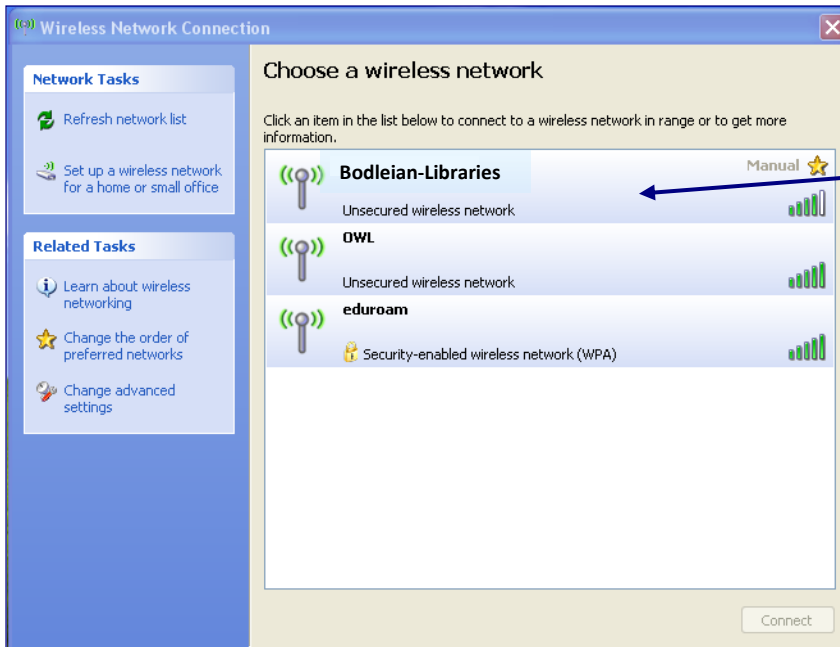 Wireless Network Connection
Network Tasks
Refresh network list
Set up a wireless network
for a home or small office
Related Tasks
Learn about wireless
networking
Change the order of
preferred networks
Change advanced
settings
Choose a wireless network
Click an item in the list below to connect to a wireless network in range or to get more
information.
Bodleian-Libraries
Manual
Unsecured wireless network
OWL
Unsecured wireless network
eduroam
Security-enabled wireless network (WPA)
Connect